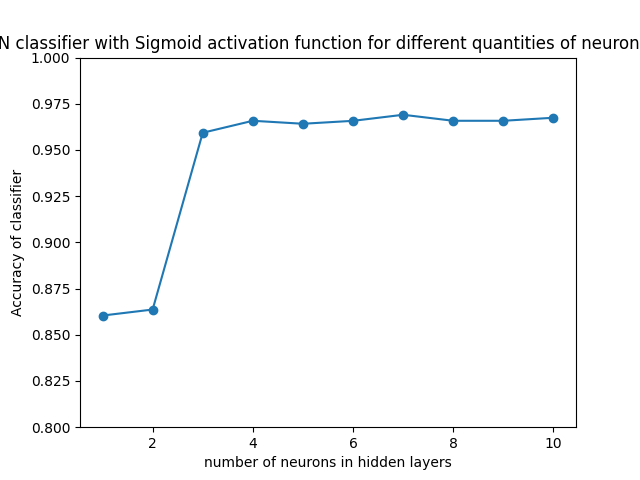 N classifier with Sigmoid activation function for different quantities of neuron
1.000
0.975
0.950
0.925
0.900
0.875
0.850
0.825
0.800
Accuracy of classifier
2 4 6 8 10
number of neurons in hidden layers